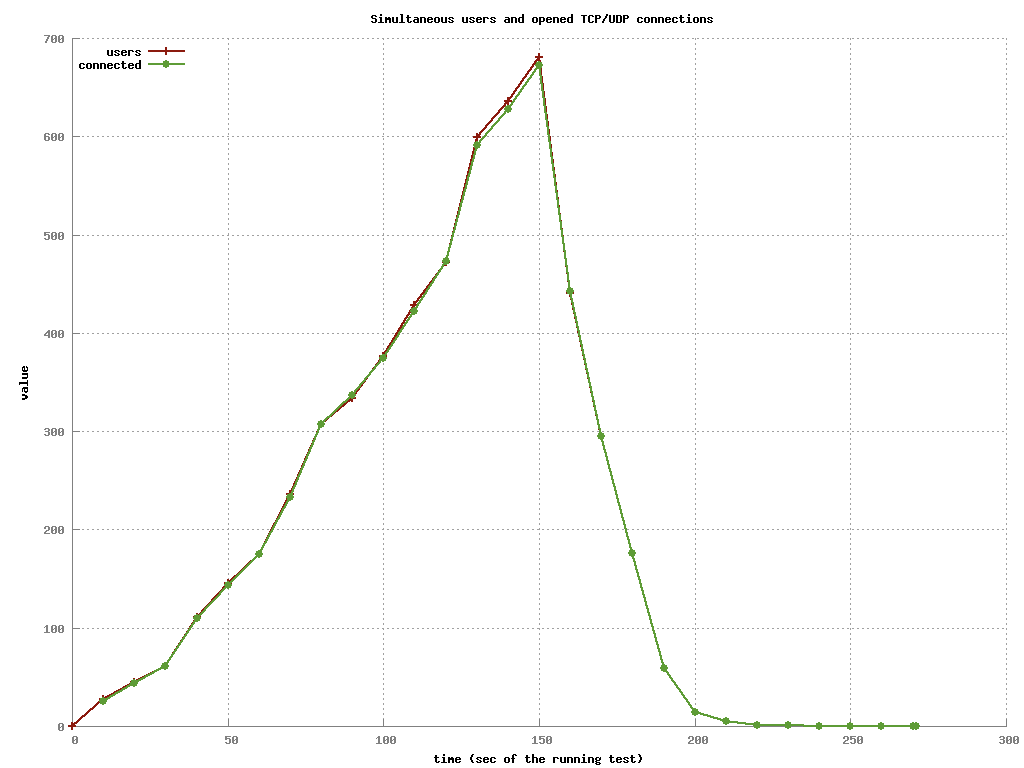 Simultaneous users and opened TCP/UDP connections
700
users
connected
600
500
400
value
300
200
100
0
0 50 100 150 200 250 300
time (sec of the running test)